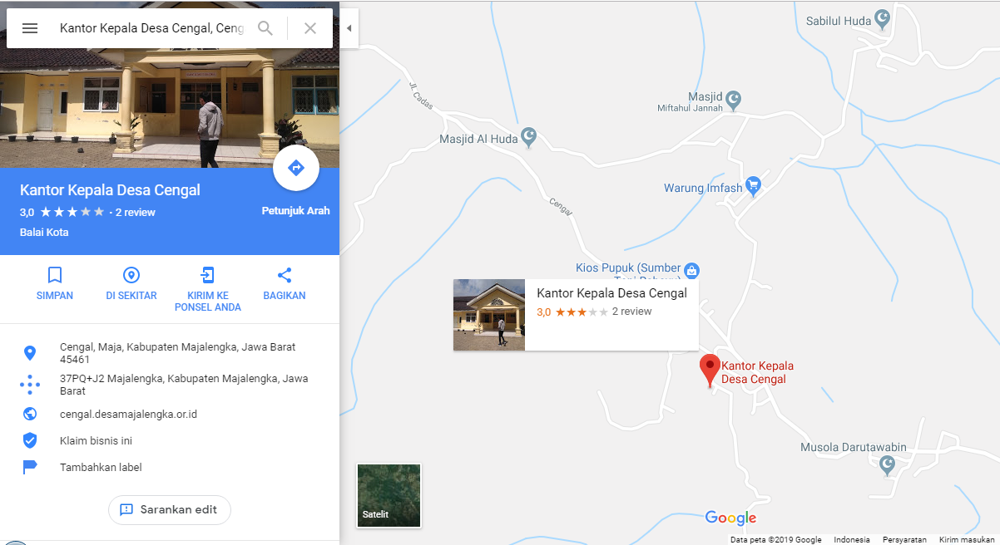 Kantor Kepala Desa Cengal, Ceng
Kantor Kepala Desa Cengal
3,0 ★★★★★ · 2 review
Balai Kota
Petunjuk Arah
SIMPAN
DI SEKITAR
KIRIM KE
PONSEL ANDA
BAGIKAN
Cengal, Maja, Kabupaten Majalengka, Jawa Barat
45461
37PQ+J2 Majalengka, Kabupaten Majalengka, Jawa
Barat
cengal.desamajalengka.or.id
Klaim bisnis ini
Tambahkan label
Sarankan edit
Sabilul Huda
Jl. Cadas
Masjid
Miftahul Jannah
Masjid Al Huda
Warung Imfash
Cengal
Kios Pupuk (Sumber
Kantor Kepala Desa Cengal
3,0 ★★★★★ 2 review
Kantor Kepala
Desa Cengal
Musola Darutawabin
Satelit
Google
Data peta ©2019 Google
Indonesia
Persyaratan
Kirim masukan